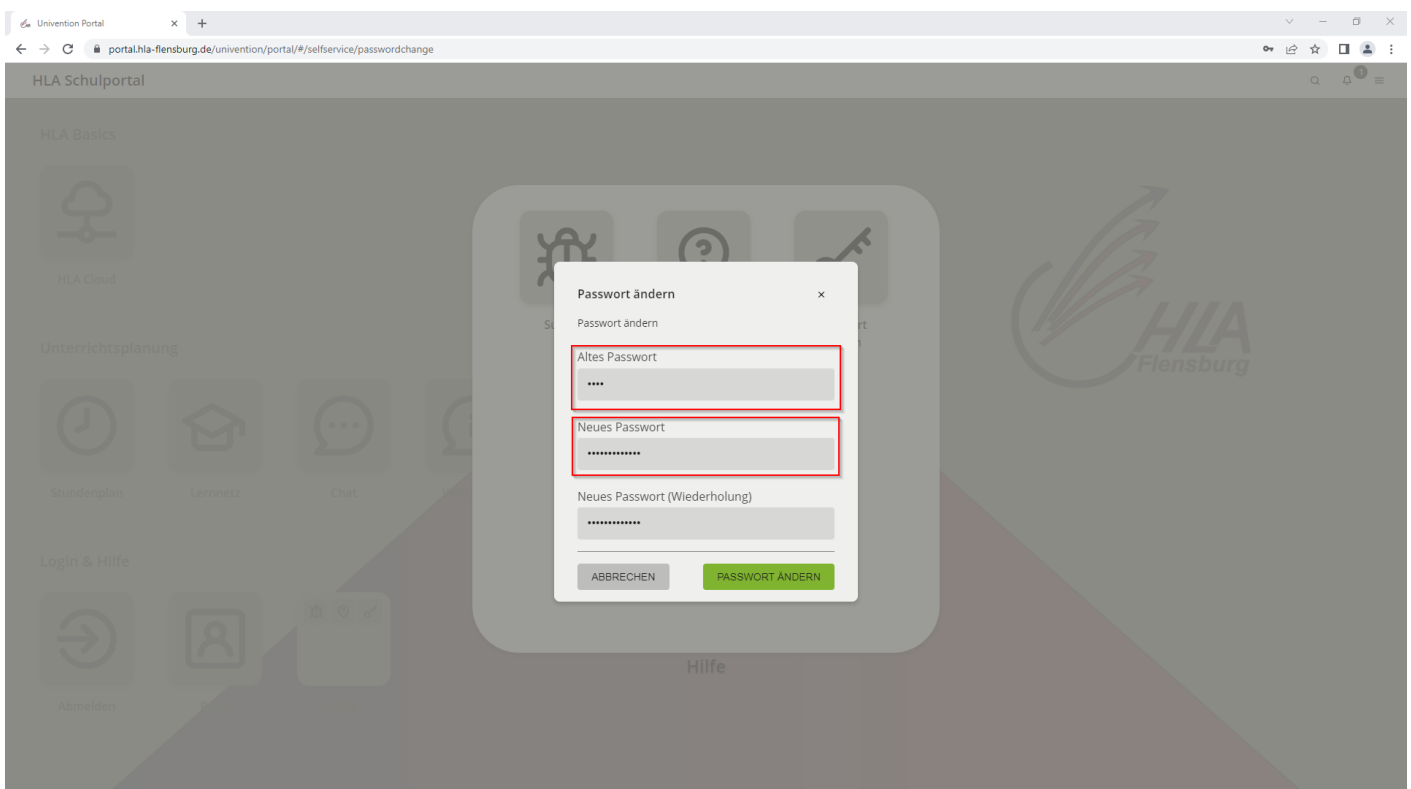 Univention Portal
portal.hla-flensburg.de/univention/portal/#/selfservice/passwordchange
HLA Schulportal
1
HLA Basics
HLA Cloud
Unterrichtsplanung
Stundenplan Lernnetz Chat
Login & Hilfe
Abmelden
HLA
Flensburg
Passwort ändern
Passwort ändern
Altes Passwort
••••
Neues Passwort
•••••••••••••
Neues Passwort (Wiederholung)
•••••••••••••
ABBRECHEN PASSWORT ÄNDERN
Hilfe